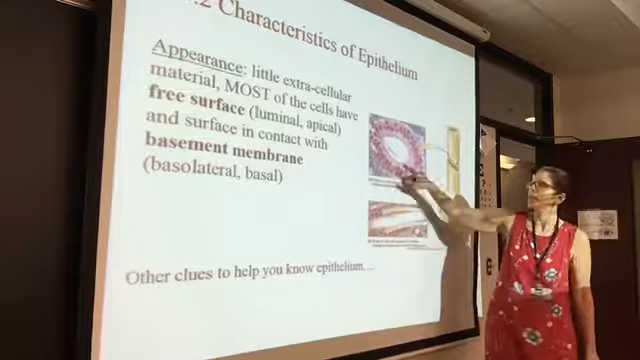 .2 Characteristics of Epithelium
Appearance: little extra-cellular
material, MOST of the cells have
free surface (luminal, apical)
and surface in contact with
basement membrane
(basolateral, basal)
Other clues to help you know epithelium....